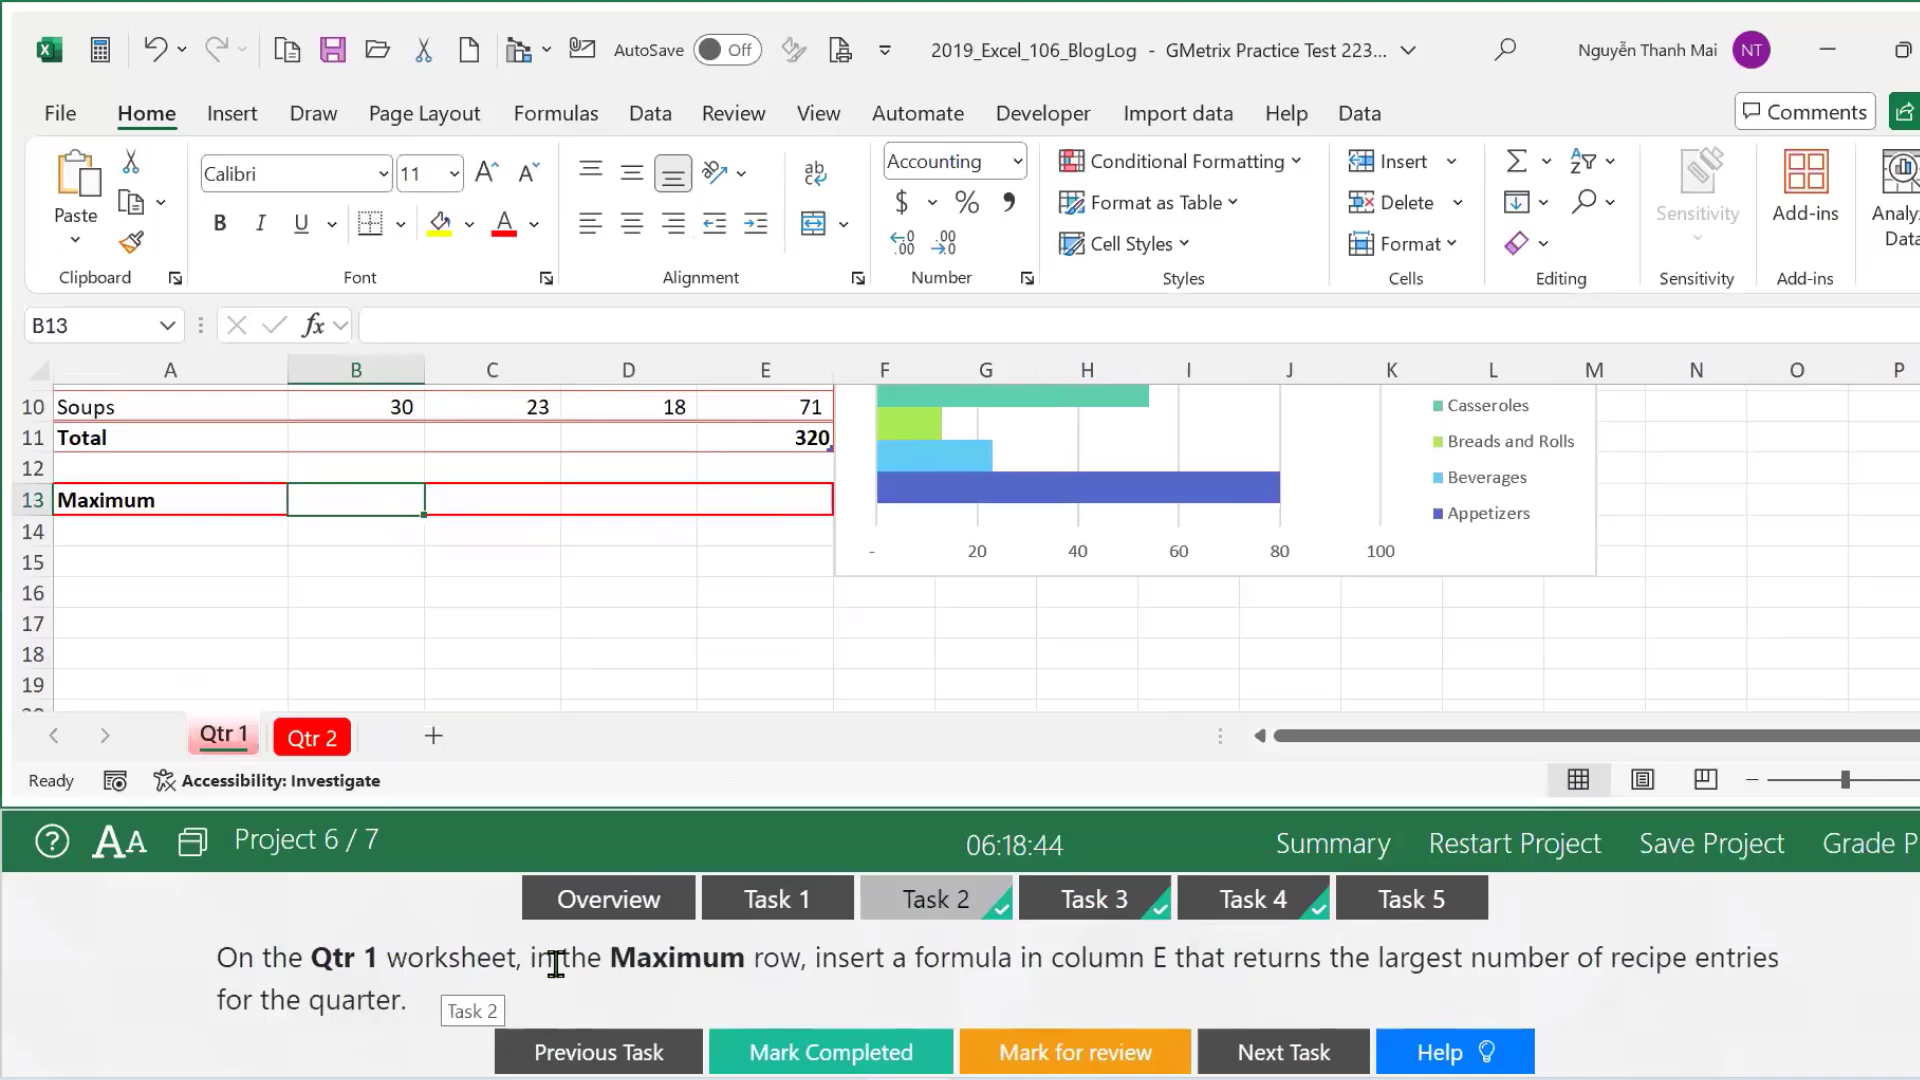 AutoSave Off 2019_Excel_106_BlogLog - GMetrix Practice Test 223... Nguyễn Thanh Mai NT
File Home Insert Draw Page Layout Formulas Data Review View Automate Developer Import data Help Data Comments
Calibri 11 Accounting Conditional Formatting Insert
Paste Format as Table Delete Sensitivity Add-ins Analy
Data
B I U Cell Styles Format
Clipboard Font Alignment Number Styles Cells Editing Sensitivity Add-ins
B13 fx
A B C D E F G H I J K L M N O P
10 Soups 30 23 18 71 Casseroles
11 Total 320 Breads and Rolls
12 Beverages
13 Maximum Appetizers
14
15 - 20 40 60 80 100
16
17
18
19
Qtr 1 Qtr 2
Ready Accessibility: Investigate
Project 6 / 7 06:18:44 Summary Restart Project Save Project Grade P
Overview Task 1 Task 2 Task 3 Task 4 Task 5
On the Qtr 1 worksheet, in the Maximum row, insert a formula in column E that returns the largest number of recipe entries
for the quarter.
Task 2
Previous Task Mark Completed Mark for review Next Task Help